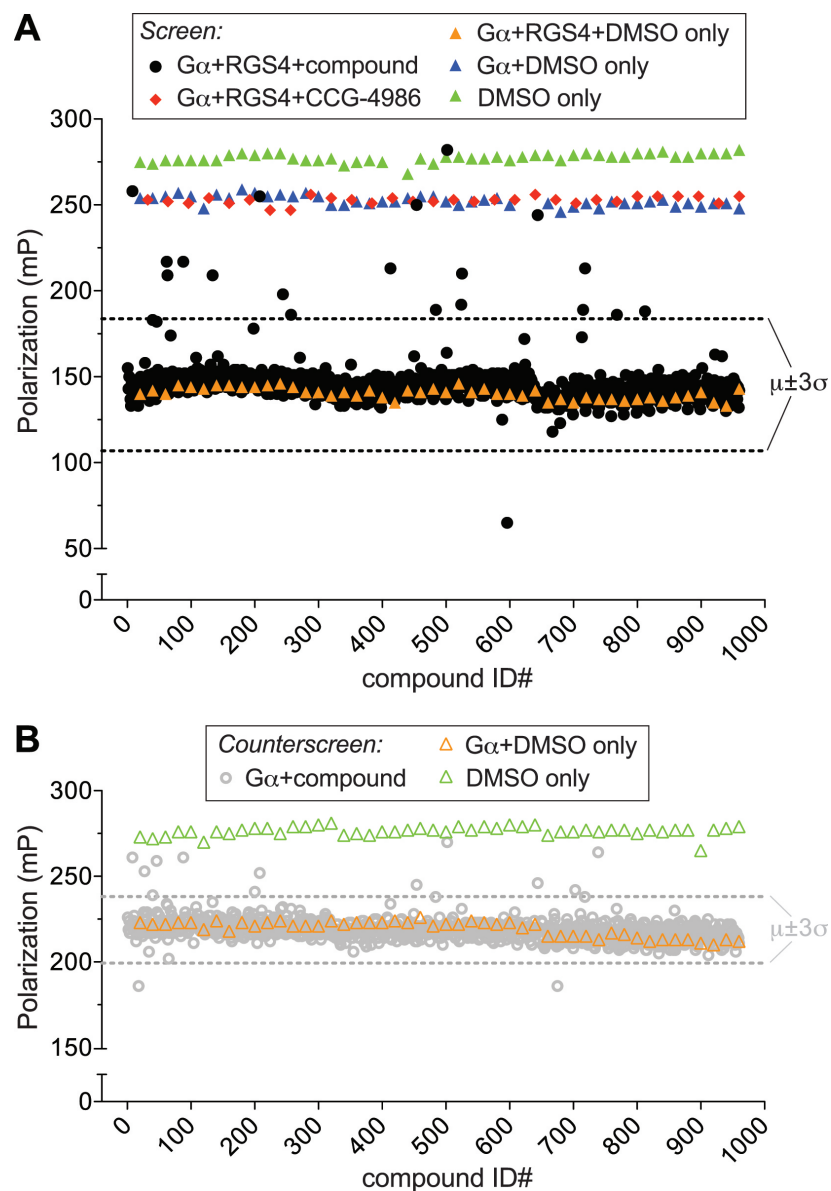 A
Screen:
Gα+RGS4+DMSO only
Gα+RGS4+compound
Gα+DMSO only
Gα+RGS4+CCG-4986
DMSO only
300
250
200
150
100
50
0
Polarization (mP)
μ±3σ
0 100 200 300 400 500 600 700 800 900 1000
compound ID#
B
Counterscreen:
Gα+DMSO only
Gα+compound
DMSO only
300
250
200
150
0
Polarization (mP)
μ±3σ
0 100 200 300 400 500 600 700 800 900 1000
compound ID#